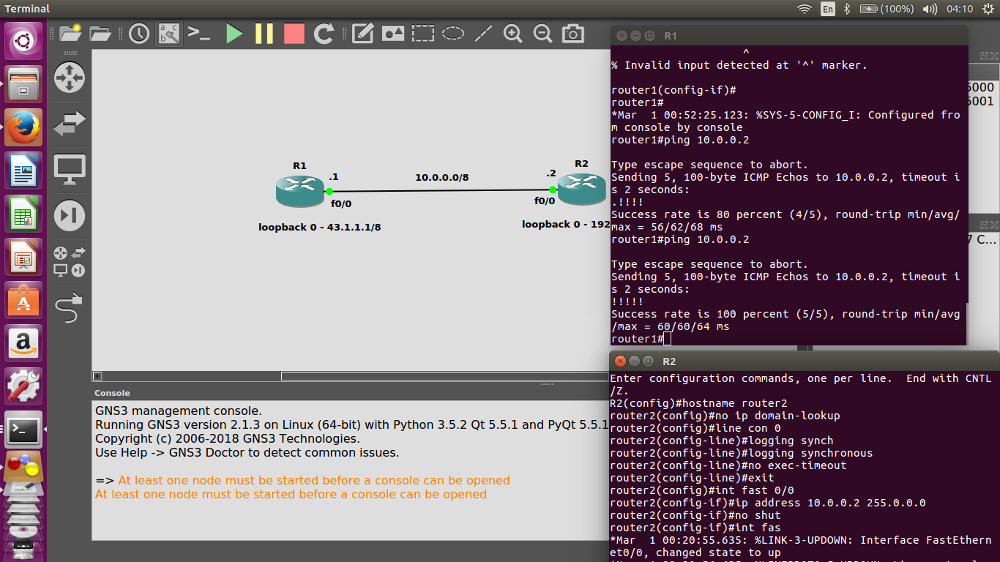 Terminal
En
(100%)
04:10
R1
^
% Invalid input detected at '^' marker.
router1(config-if)#
router1#
*Mar  1 00:52:25.123: %SYS-5-CONFIG_I: Configured fro
m console by console
router1#ping 10.0.0.2
Type escape sequence to abort.
Sending 5, 100-byte ICMP Echos to 10.0.0.2, timeout i
s 2 seconds:
.!!!!
Success rate is 80 percent (4/5), round-trip min/avg/
max = 56/62/68 ms
router1#ping 10.0.0.2
Type escape sequence to abort.
Sending 5, 100-byte ICMP Echos to 10.0.0.2, timeout i
s 2 seconds:
!!!!!
Success rate is 100 percent (5/5), round-trip min/avg
/max = 60/60/64 ms
router1#
5000
5001
7 C...
R1
.1
f0/0
loopback 0 - 43.1.1.1/8
10.0.0.0/8
R2
.2
f0/0
loopback 0 - 192
Console
GNS3 management console.
Running GNS3 version 2.1.3 on Linux (64-bit) with Python 3.5.2 Qt 5.5.1 and PyQt 5.5.1
Copyright (c) 2006-2018 GNS3 Technologies.
Use Help -> GNS3 Doctor to detect common issues.
=> At least one node must be started before a console can be opened
At least one node must be started before a console can be opened
R2
Enter configuration commands, one per line.  End with CNTL
/Z.
R2(config)#hostname router2
router2(config)#no ip domain-lookup
router2(config)#line con 0
router2(config-line)#logging synch
router2(config-line)#logging synchronous
router2(config-line)#no exec-timeout
router2(config-line)#exit
router2(config)#int fast 0/0
router2(config-if)#ip address 10.0.0.2 255.0.0.0
router2(config-if)#no shut
router2(config-if)#int fas
*Mar  1 00:20:55.635: %LINK-3-UPDOWN: Interface FastEthern
et0/0, changed state to up